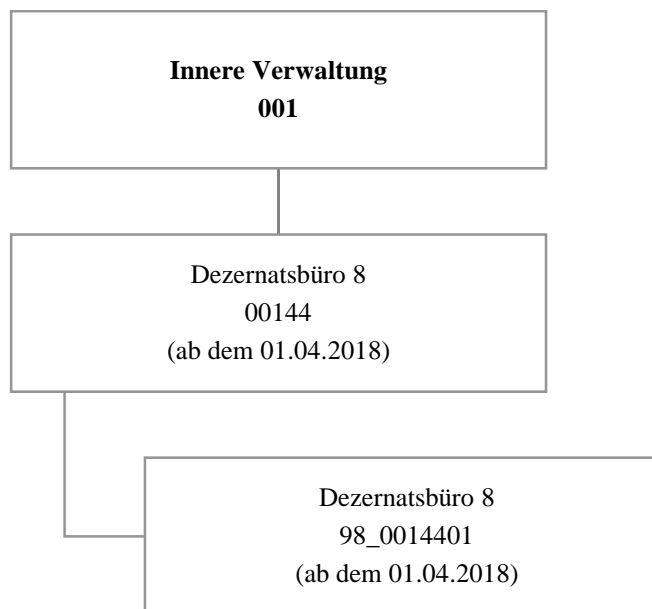 Innere Verwaltung
001
Dezernatsbüro 8
00144
(ab dem 01.04.2018)
Dezernatsbüro 8
98_0014401
(ab dem 01.04.2018)